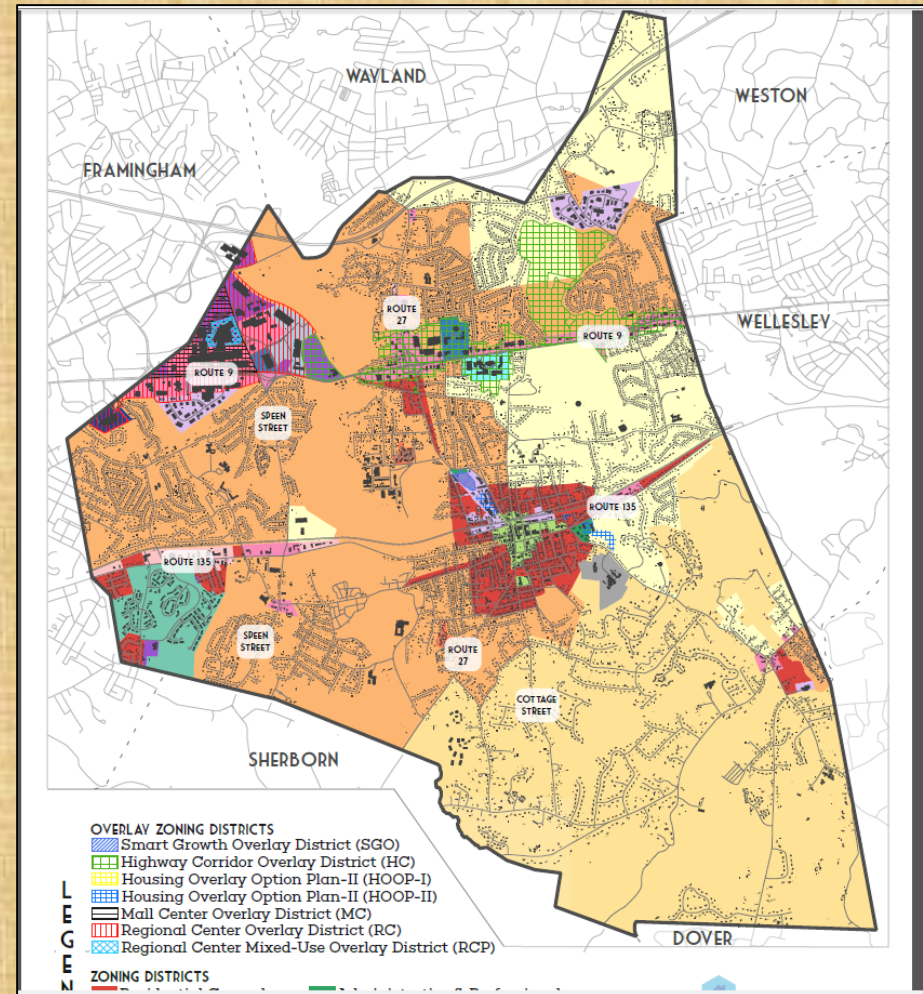 WAYLAND
WESTON
FRAMINGHAM
ROUTE
27
WELLESLEY
ROUTE 9
ROUTE 9
SPEEN
STREET
ROUTE 135
ROUTE 135
SPEEN
STREET
ROUTE
27
COTTAGE
STREET
SHERBORN
DOVER
LEGEN
OVERLAY ZONING DISTRICTS
Smart Growth Overlay District (SGO)
Highway Corridor Overlay District (HC)
Housing Overlay Option Plan-II (HOOP-I)
Housing Overlay Option Plan-II (HOOP-II)
Mall Center Overlay District (MC)
Regional Center Overlay District (RC)
Regional Center Mixed-Use Overlay District (RCP)
ZONING DISTRICTS